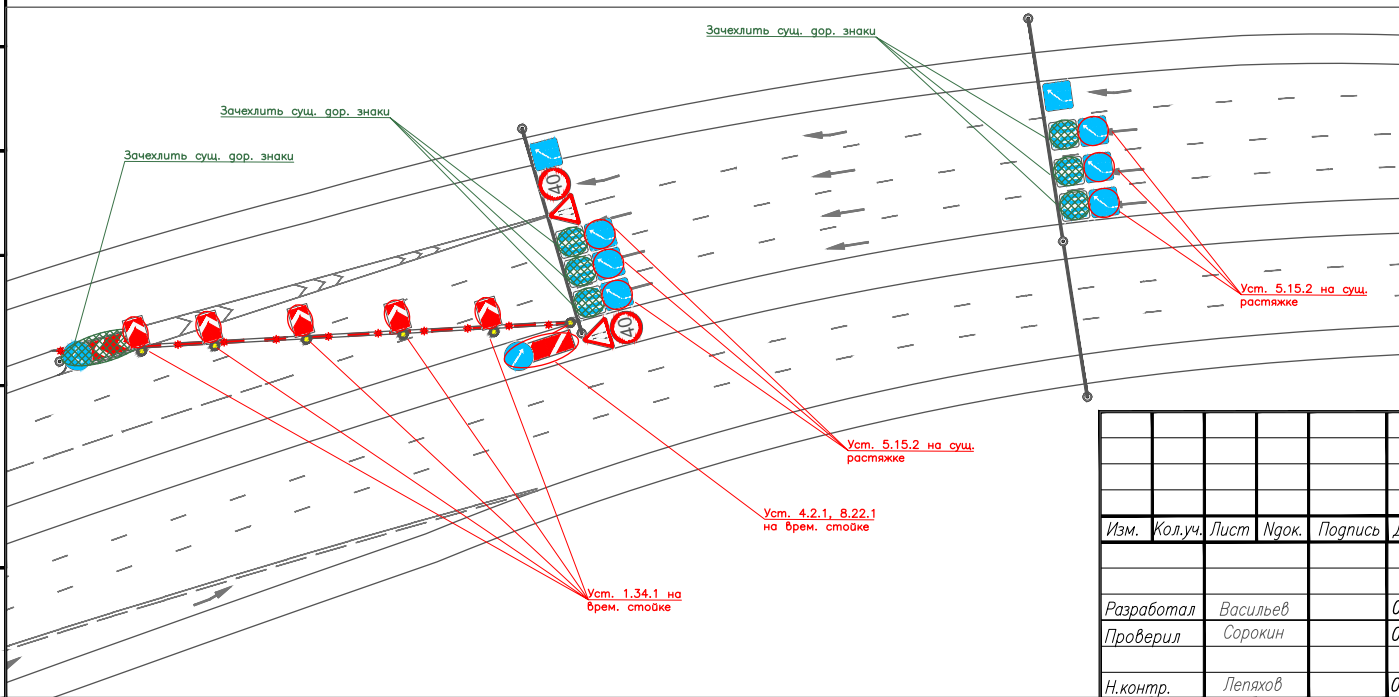 Зачехлить сущ. дор. знаки
Зачехлить сущ. дор. знаки
Зачехлить сущ. дор. знаки
40
40
Уст. 5.15.2 на сущ.
растяжке
Уст. 5.15.2 на сущ.
растяжке
Уст. 4.2.1, 8.22.1
на врем. стойке
Уст. 1.34.1 на
врем. стойке
Изм. Кол.уч. Лист Nдок. Подпись
Разработал Васильев
Проверил Сорокин
Н.контр. Лепяхов